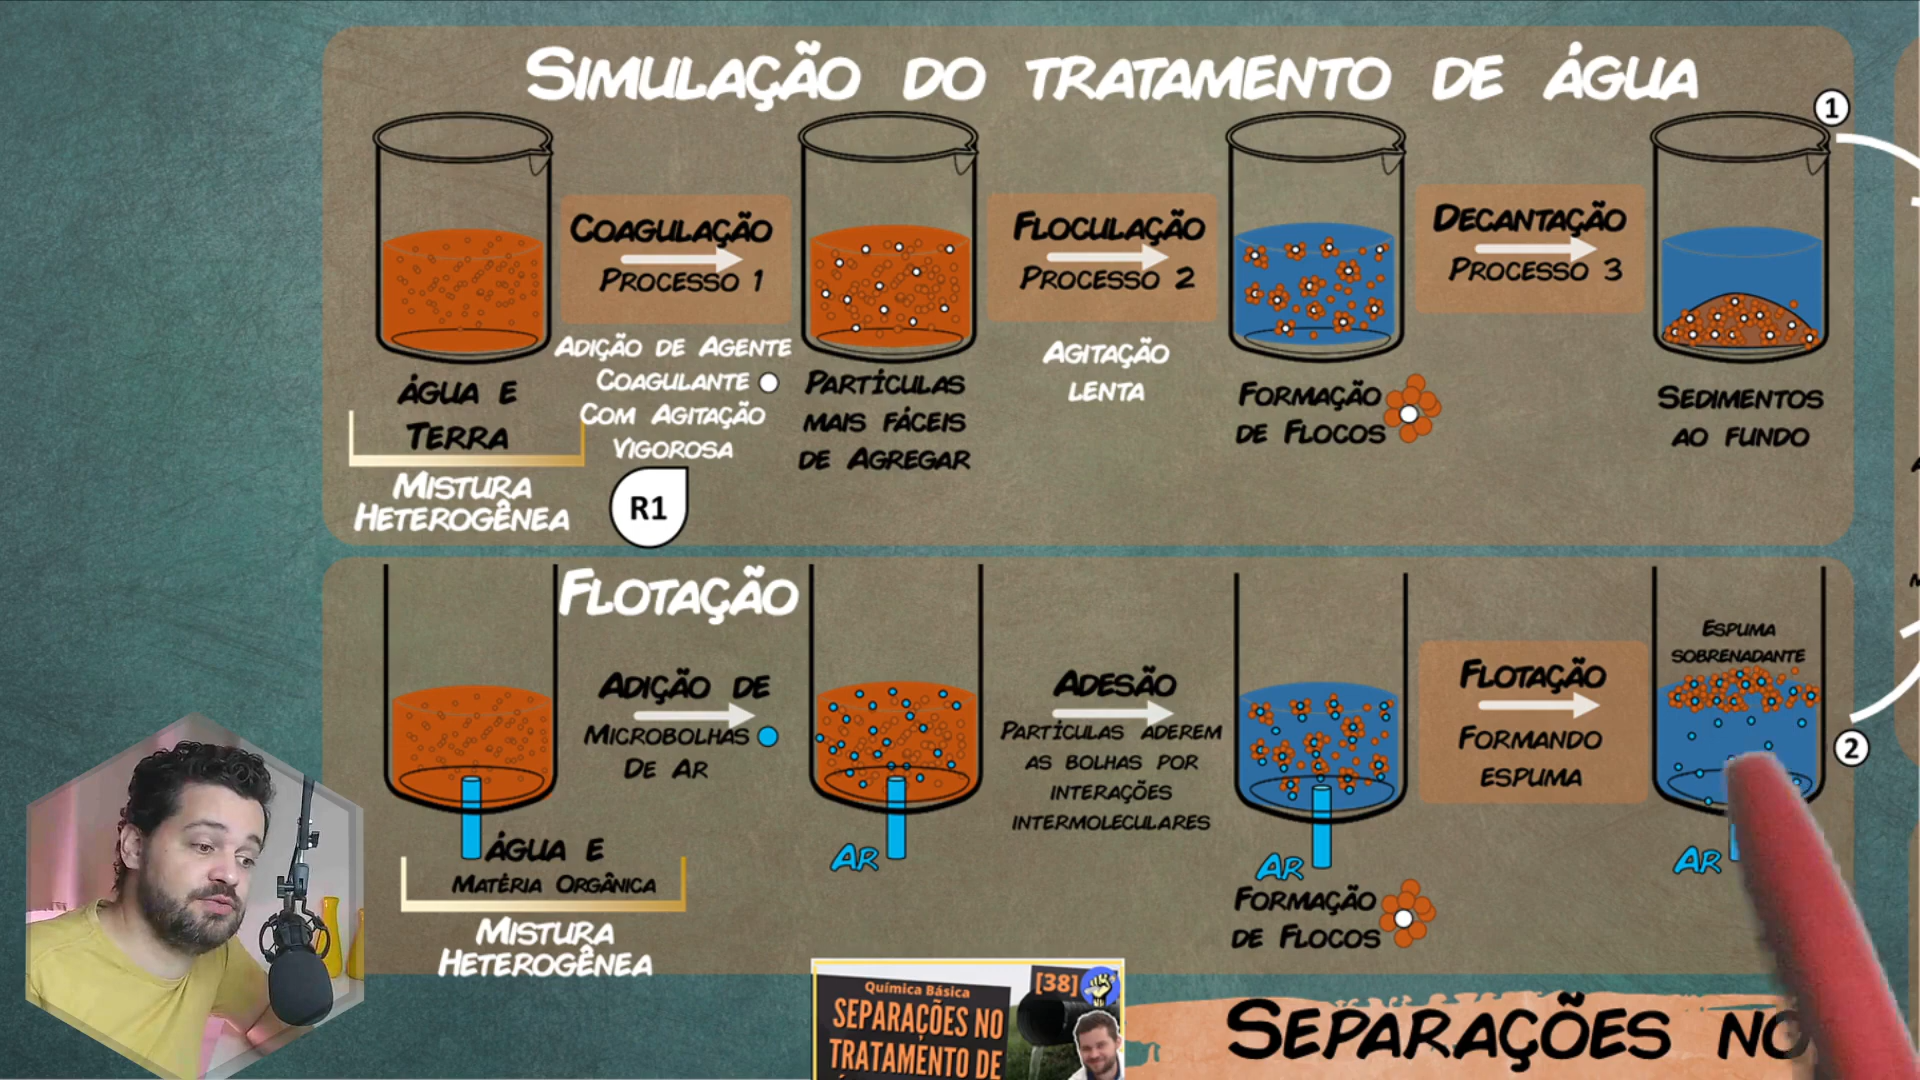 SIMULAÇÃO DO TRATAMENTO DE ÁGUA
1
COAGULAÇÃO
PROCESSO 1
FLOCULAÇÃO
PROCESSO 2
DECANTAÇÃO
PROCESSO 3
ÁGUA E
TERRA
MISTURA
HETEROGÊNEA
ADIÇÃO DE AGENTE
COAGULANTE
COM AGITAÇÃO
VIGOROSA
R1
PARTÍCULAS
MAIS FÁCEIS
DE AGREGAR
AGITAÇÃO
LENTA
FORMAÇÃO
DE FLOCOS
SEDIMENTOS
AO FUNDO
FLOTAÇÃO
ADIÇÃO DE
MICROBOLHAS
DE AR
ADESÃO
PARTÍCULAS ADEREM
AS BOLHAS POR
INTERAÇÕES
INTERMOLECULARES
FLOTAÇÃO
FORMANDO
ESPUMA
ESPUMA
SOBRENADANTE
2
ÁGUA E
MATÉRIA ORGÂNICA
MISTURA
HETEROGÊNEA
AR
AR
FORMAÇÃO
DE FLOCOS
AR
Química Básica
[38]
SEPARAÇÕES NO
TRATAMENTO DE
SEPARAÇÕES NO